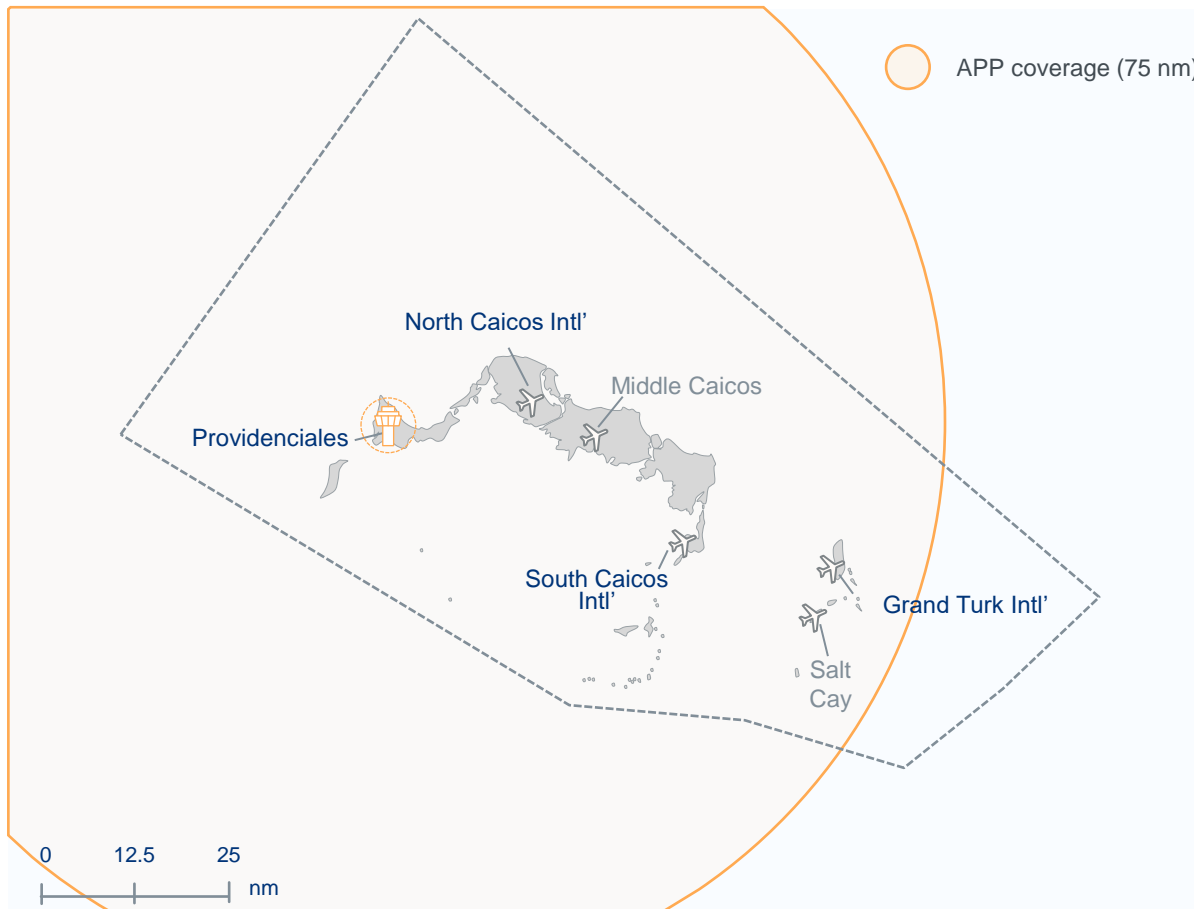 APP coverage (75 nm)
North Caicos Intl’
Middle Caicos
Providenciales
South Caicos
Intl’
Grand Turk Intl’
Salt
Cay
0 12.5 25
nm